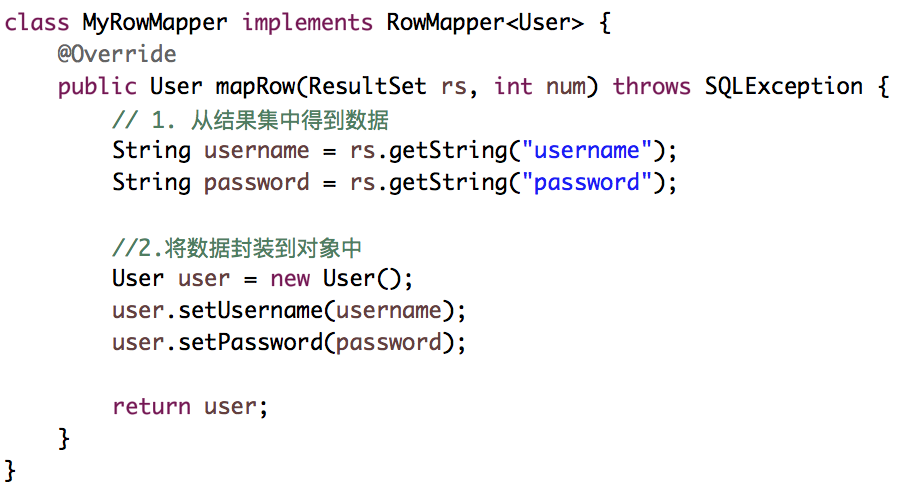 class MyRowMapper implements RowMapper<User> {
    @Override
    public User mapRow(ResultSet rs, int num) throws SQLException {
        // 1. 从结果集中得到数据
        String username = rs.getString("username");
        String password = rs.getString("password");

        //2.将数据封装到对象中
        User user = new User();
        user.setUsername(username);
        user.setPassword(password);

        return user;
    }
}